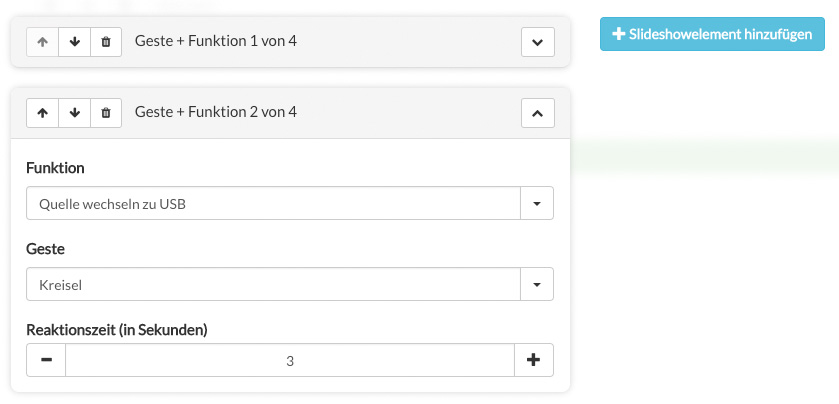 Geste + Funktion 1 von 4
Slideshowelement hinzufügen
Geste + Funktion 2 von 4
Funktion
Quelle wechseln zu USB
Geste
Kreisel
Reaktionszeit (in Sekunden)
3